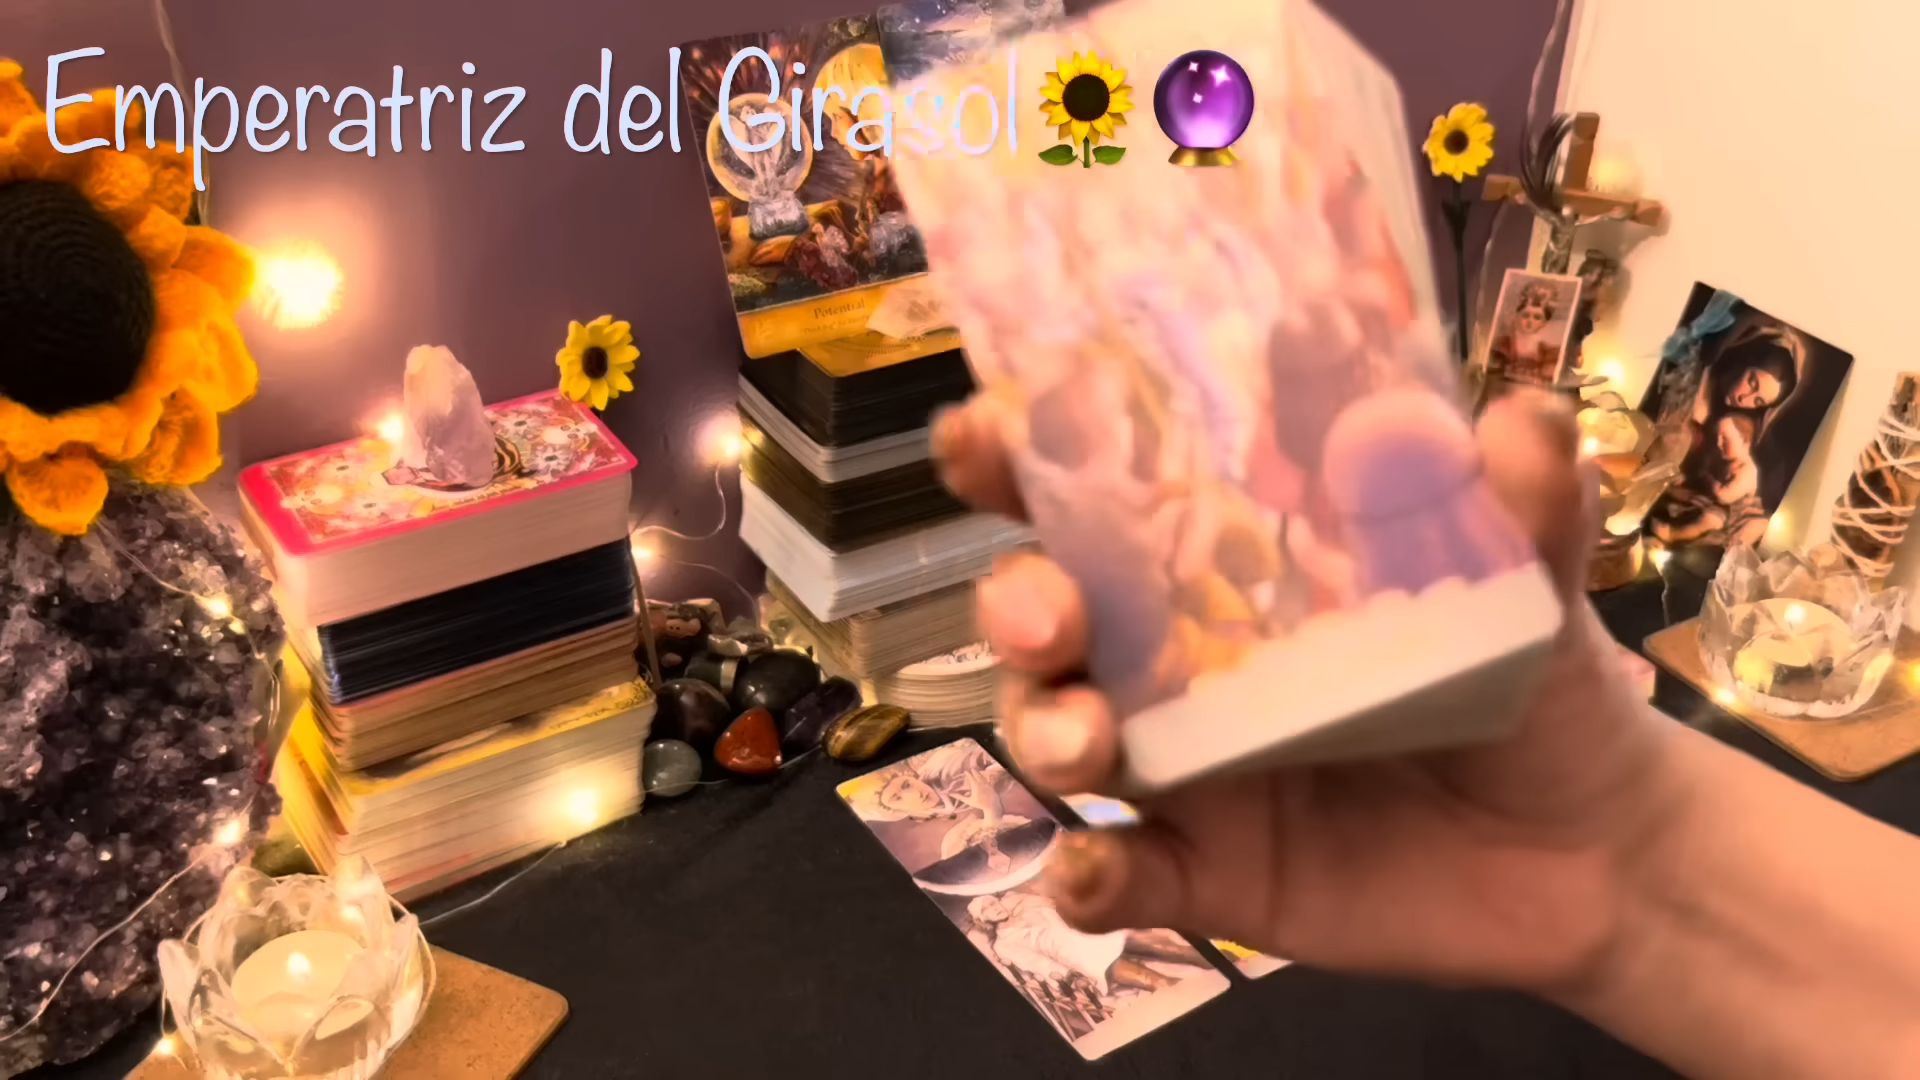 Emperatriz del Girasol🌻🔮
Potential